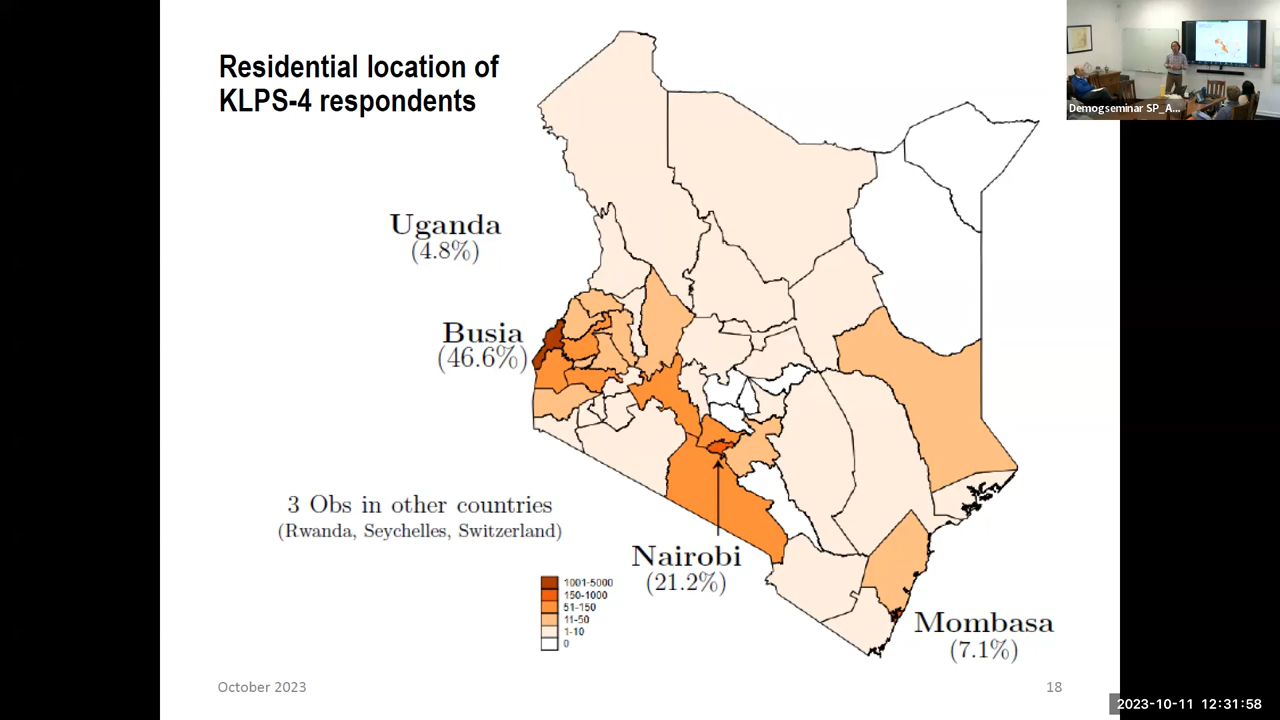 Residential location of
KLPS-4 respondents
Demogseminar SP_A...
Uganda
(4.8%)
Busia
(46.6%)
3 Obs in other countries
(Rwanda, Seychelles, Switzerland)
Nairobi
(21.2%)
1001-5000
150-1000
51-150
11-50
1-10
0
Mombasa
(7.1%)
October 2023
18
2023-10-11 12:31:58